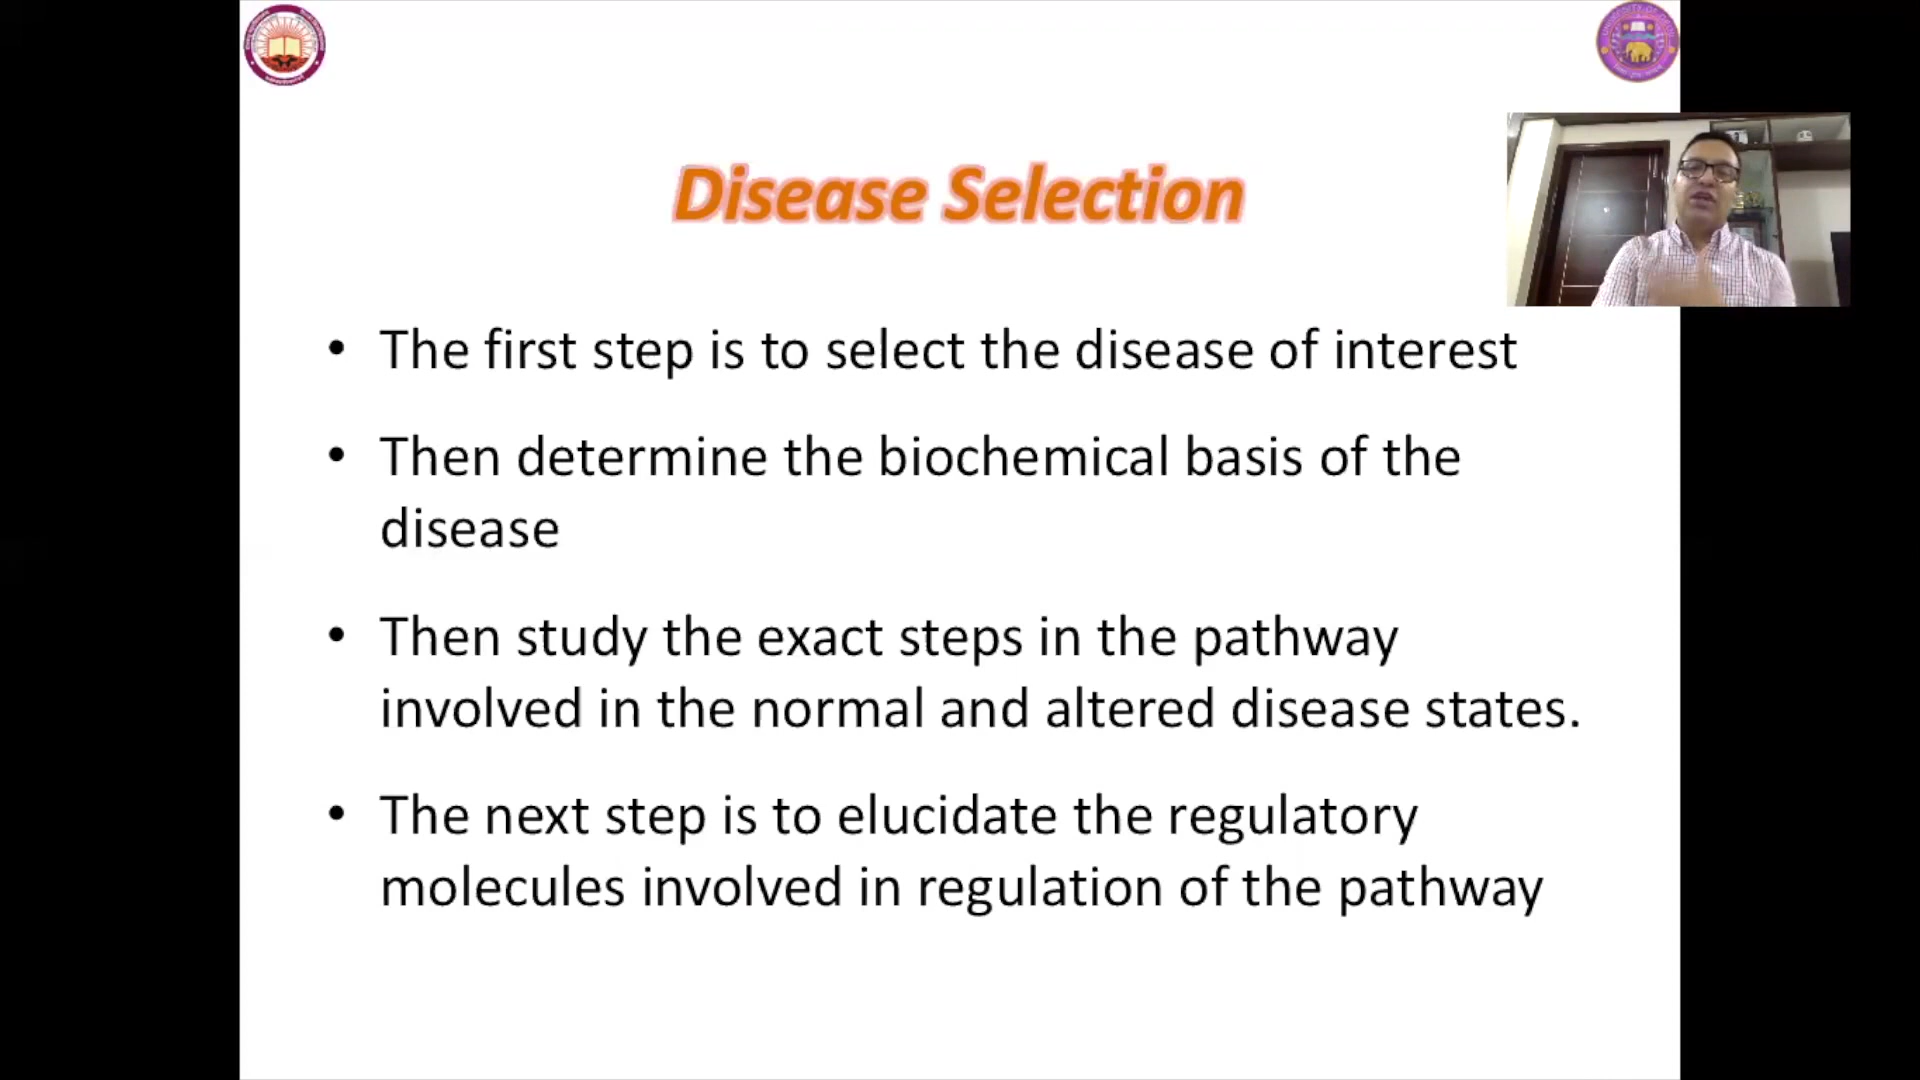 Disease Selection
• The first step is to select the disease of interest
• Then determine the biochemical basis of the
disease
• Then study the exact steps in the pathway
involved in the normal and altered disease states.
• The next step is to elucidate the regulatory
molecules involved in regulation of the pathway